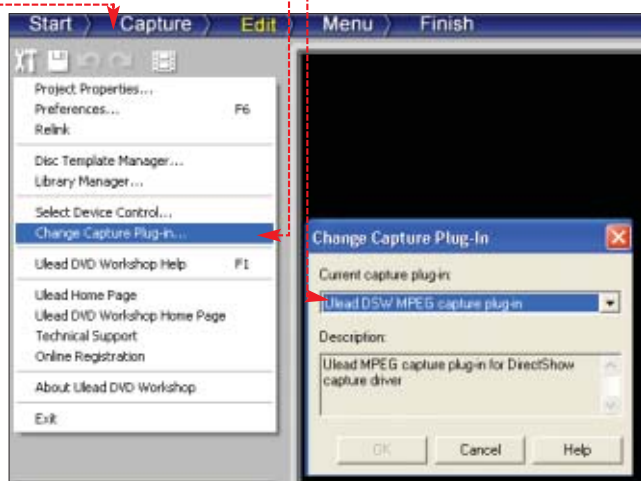 Start Capture Edit Menu Finish
Project Properties...
Preferences... F6
Relink
Disc Template Manager...
Library Manager...
Select Device Control...
Change Capture Plug-in...
Ulead DVD Workshop Help F1
Ulead Home Page
Ulead DVD Workshop Home Page
Technical Support
Online Registration
About Ulead DVD Workshop
Exit
Change Capture Plug-In
Current capture plug-in:
Ulead DSW MPEG capture plug-in
Description:
Ulead MPEG capture plug-in for DirectShow
capture driver
OK Cancel Help